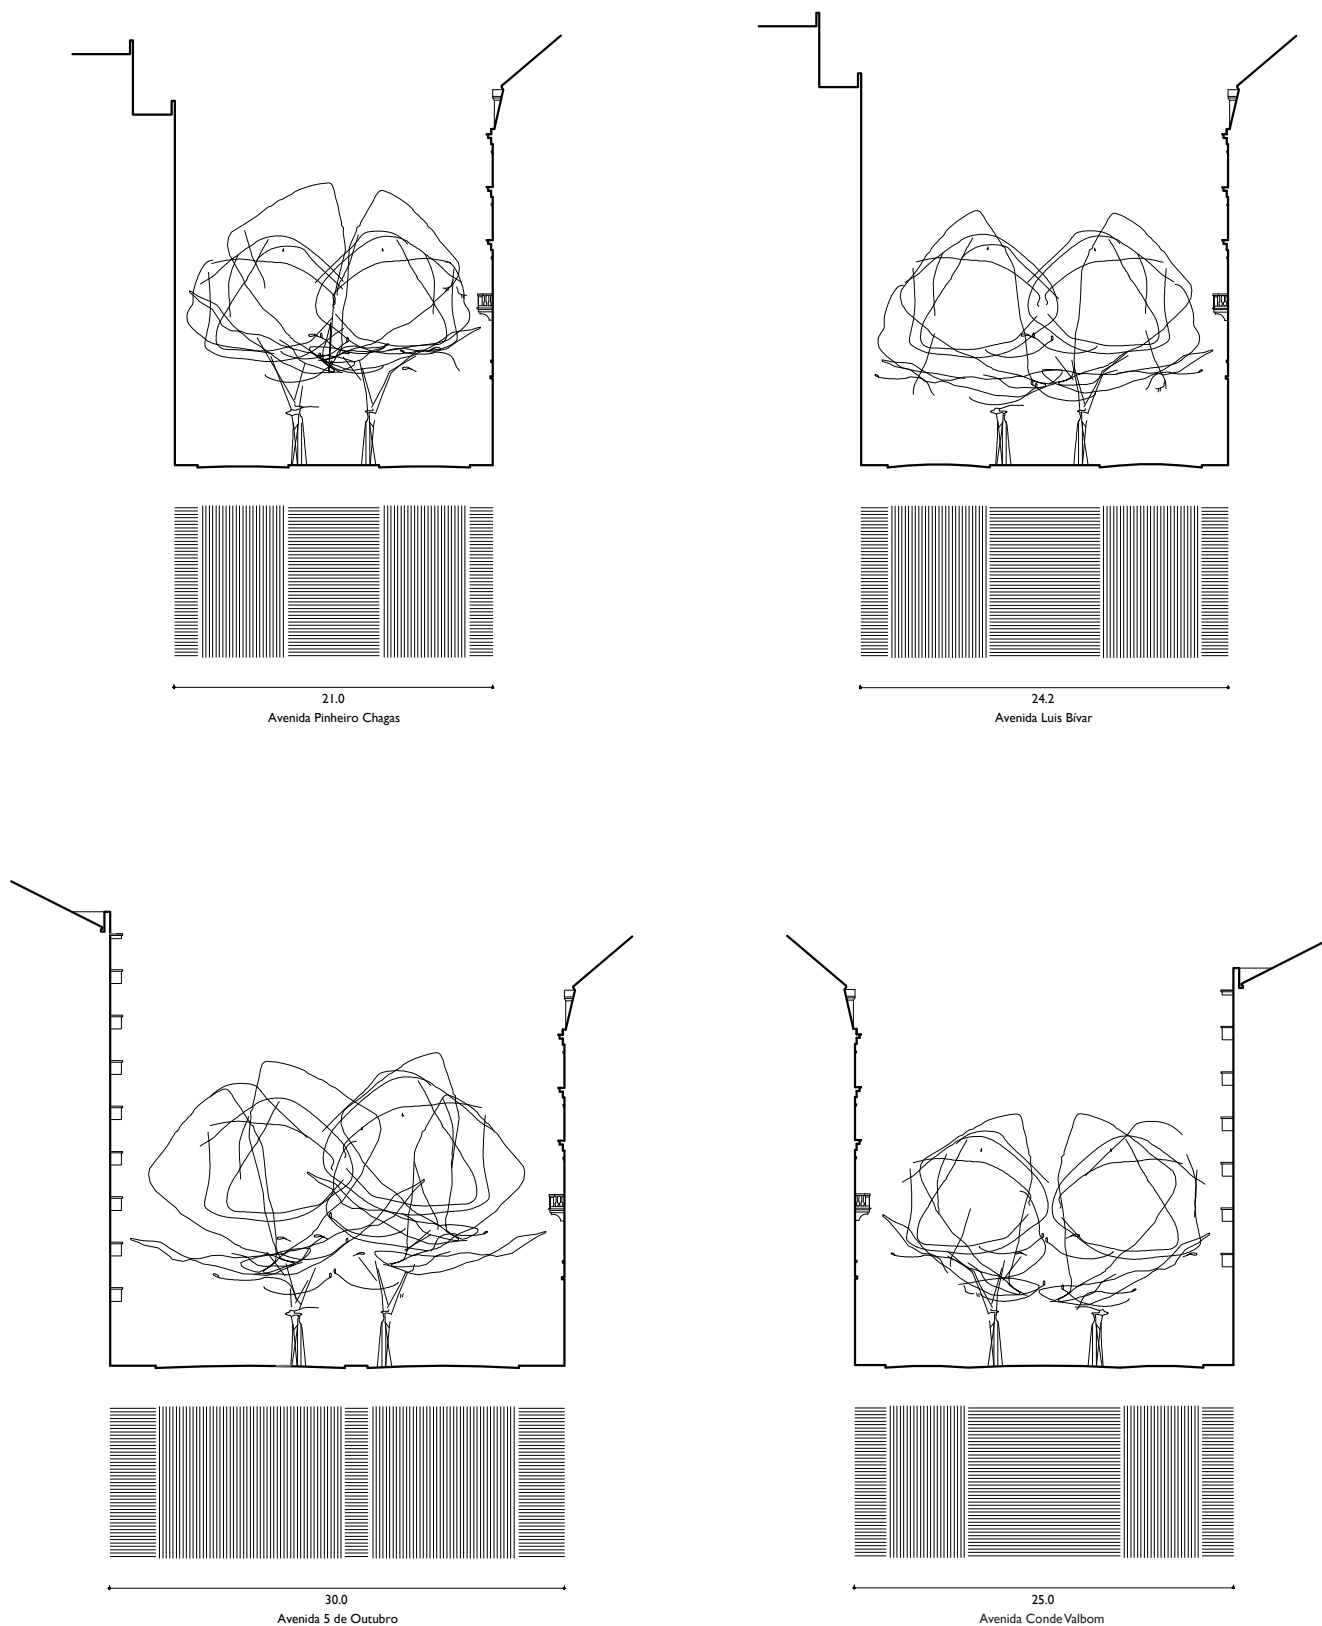 21.0
Avenida Pinheiro Chagas
24.2
Avenida Luis Bívar
30.0
Avenida 5 de Outubro
25.0
Avenida Conde Valbom